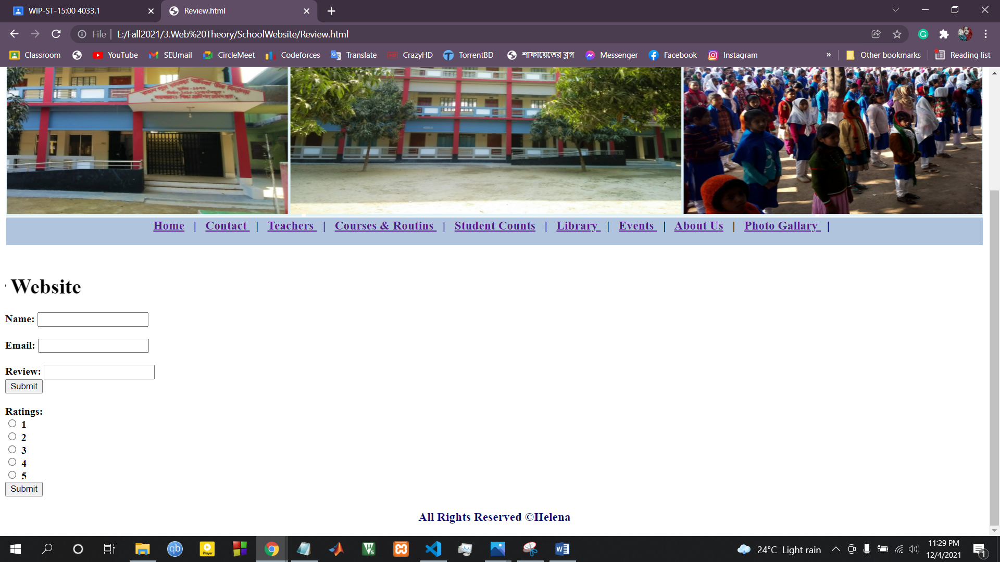 WIP-ST-15:00 4033.1
Review.html
File
E:/Fall2021/3.Web%20Theory/SchoolWebsite/Review.html
Classroom YouTube SEUmail CircleMeet Codeforces Translate CrazyHD TorrentBD শাফায়েতের ব্লগ Messenger Facebook Instagram » Other bookmarks Reading list
Home | Contact | Teachers | Courses & Routins | Student Counts | Library | Events | About Us | Photo Gallary |
Website
Name:
Email:
Review:
Submit
Ratings:
1
2
3
4
5
Submit
All Rights Reserved ©Helena
24°C Light rain
11:29 PM
12/4/2021
1